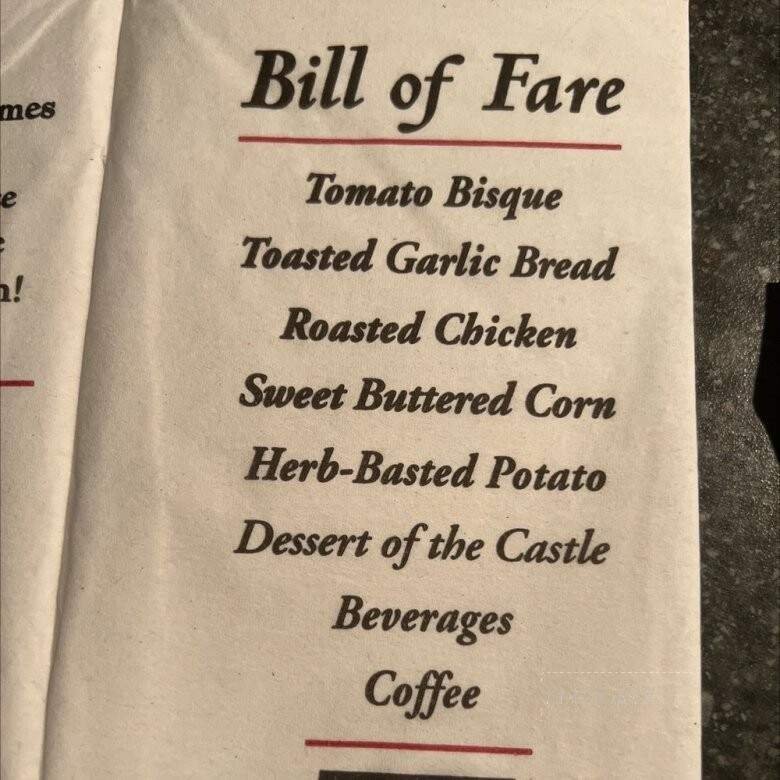 mes
e
n!
Bill of Fare
Tomato Bisque
Toasted Garlic Bread
Roasted Chicken
Sweet Buttered Corn
Herb-Basted Potato
Dessert of the Castle
Beverages
Coffee